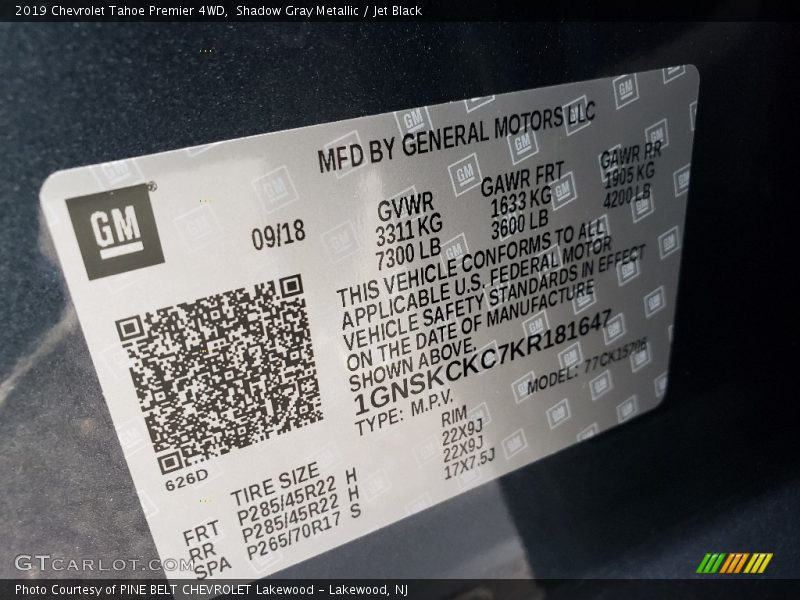 2019 Chevrolet Tahoe Premier 4WD,  Shadow Gray Metallic / Jet Black
MFD BY GENERAL MOTORS LLC
GM®
09/18
GVWR GAWR FRT GAWR RR
3311 KG 1633 KG 1905 KG
7300 LB 3600 LB 4200 LB
THIS VEHICLE CONFORMS TO ALL
APPLICABLE U.S. FEDERAL MOTOR
VEHICLE SAFETY STANDARDS IN EFFECT
ON THE DATE OF MANUFACTURE
SHOWN ABOVE.
1GNSKCKC7KR181647
TYPE: M.P.V. MODEL: 77CK15706
626D
TIRE SIZE RIM
FRT P285/45R22 H 22X9J
RR P285/45R22 H 22X9J
SPA P265/70R17 S 17X7.5J
GTCARLOT.COM
Photo Courtesy of PINE BELT CHEVROLET Lakewood - Lakewood, NJ